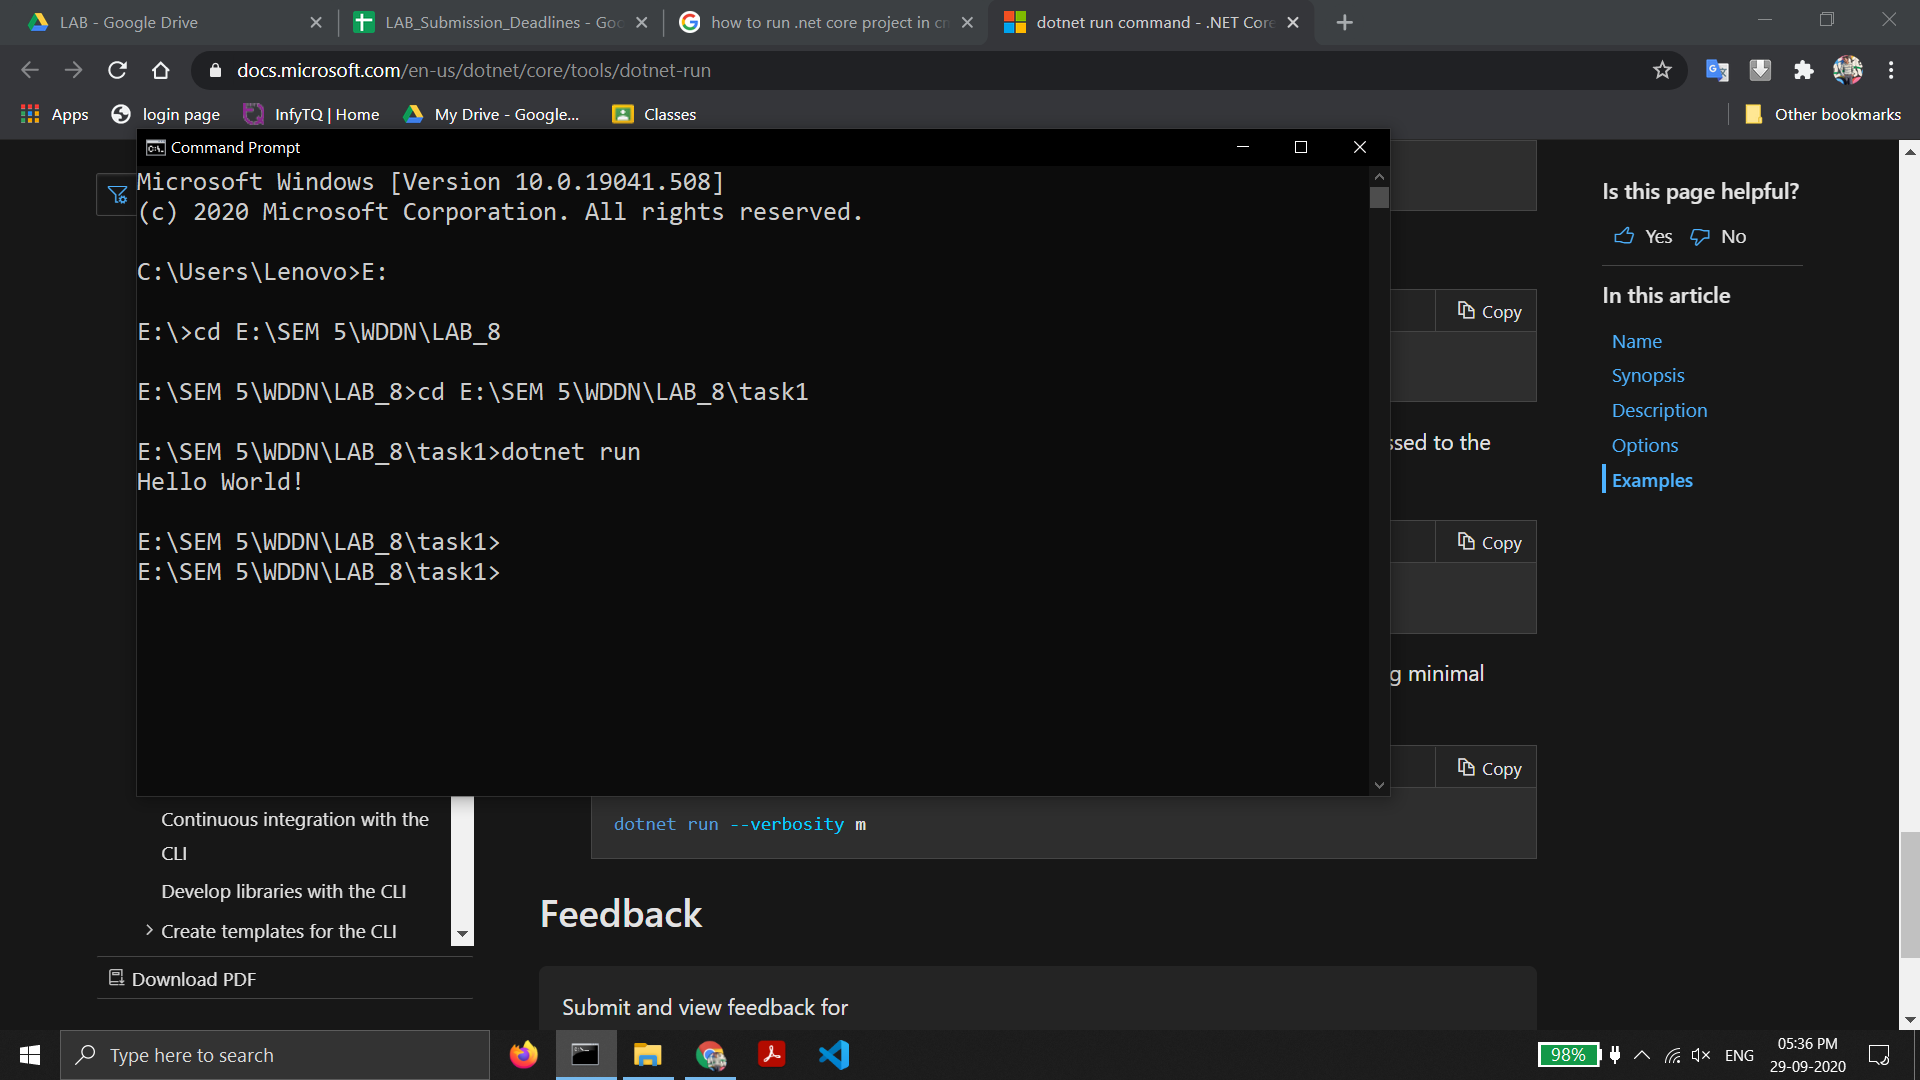 LAB - Google Drive
LAB_Submission_Deadlines - Goo
how to run .net core project in cm
dotnet run command - .NET Core
docs.microsoft.com/en-us/dotnet/core/tools/dotnet-run
Apps
login page
InfyTQ | Home
My Drive - Google...
Classes
Other bookmarks
Command Prompt
Microsoft Windows [Version 10.0.19041.508]
(c) 2020 Microsoft Corporation. All rights reserved.
C:\Users\Lenovo>E:
E:\>cd E:\SEM 5\WDDN\LAB_8
E:\SEM 5\WDDN\LAB_8>cd E:\SEM 5\WDDN\LAB_8\task1
E:\SEM 5\WDDN\LAB_8\task1>dotnet run
Hello World!
E:\SEM 5\WDDN\LAB_8\task1>
E:\SEM 5\WDDN\LAB_8\task1>
Copy
ssed to the
Copy
g minimal
Copy
dotnet run --verbosity m
Is this page helpful?
Yes No
In this article
Name
Synopsis
Description
Options
Examples
Continuous integration with the
CLI
Develop libraries with the CLI
Create templates for the CLI
Download PDF
Feedback
Submit and view feedback for
Type here to search
98%
ENG
05:36 PM
29-09-2020